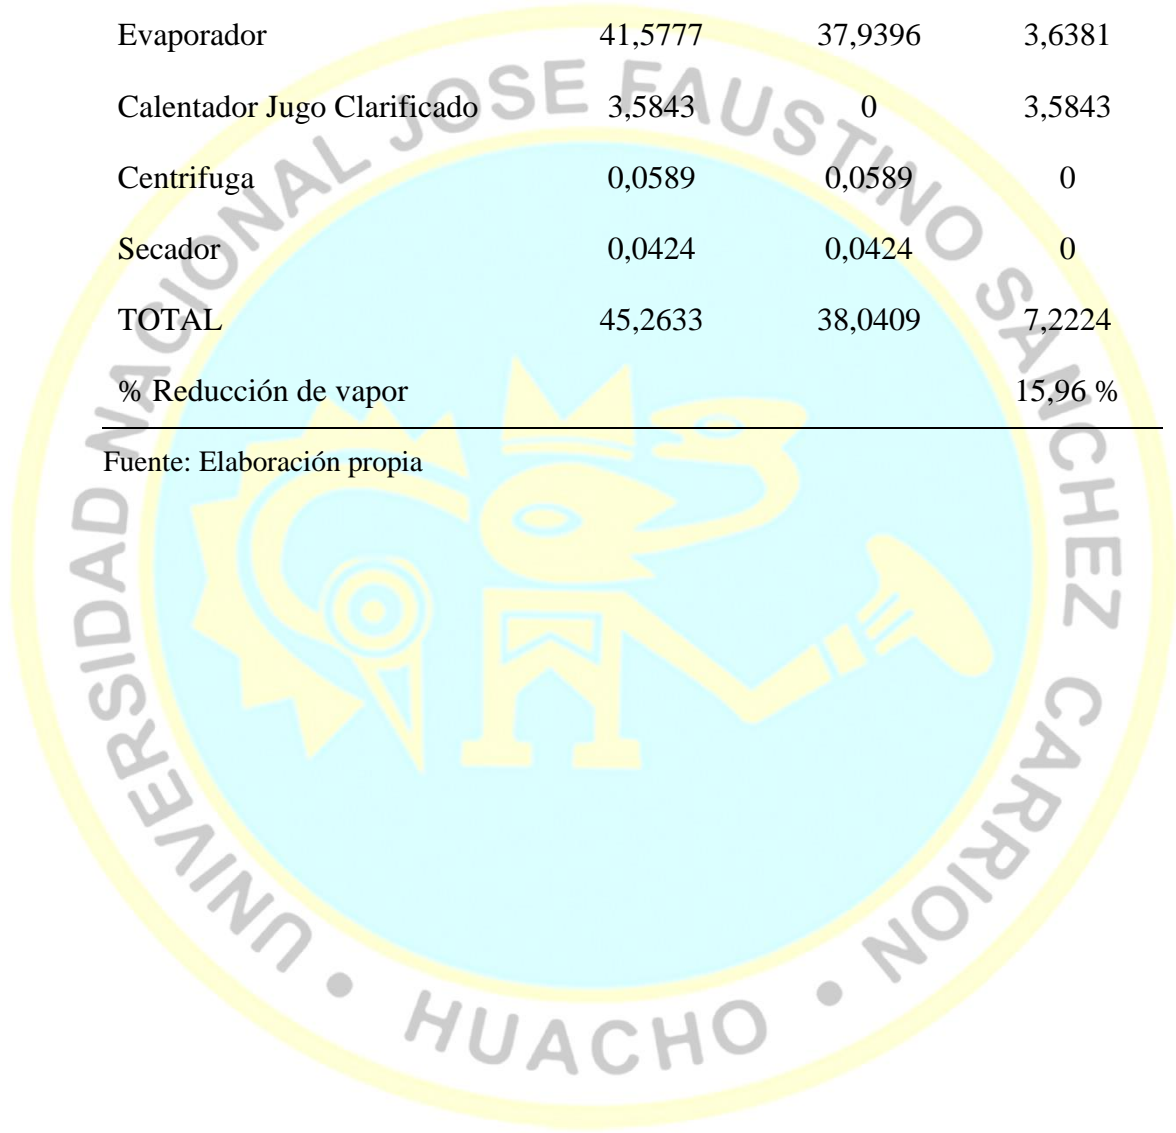 Evaporador 41,5777 37,9396 3,6381
Calentador Jugo Clarificado 3,5843 0 3,5843
Centrifuga 0,0589 0,0589 0
Secador 0,0424 0,0424 0
TOTAL 45,2633 38,0409 7,2224
% Reducción de vapor 15,96 %
Fuente: Elaboración propia
UNIVERSIDAD NACIONAL JOSE FAUSTINO SANCHEZ CARRION • HUACHO •